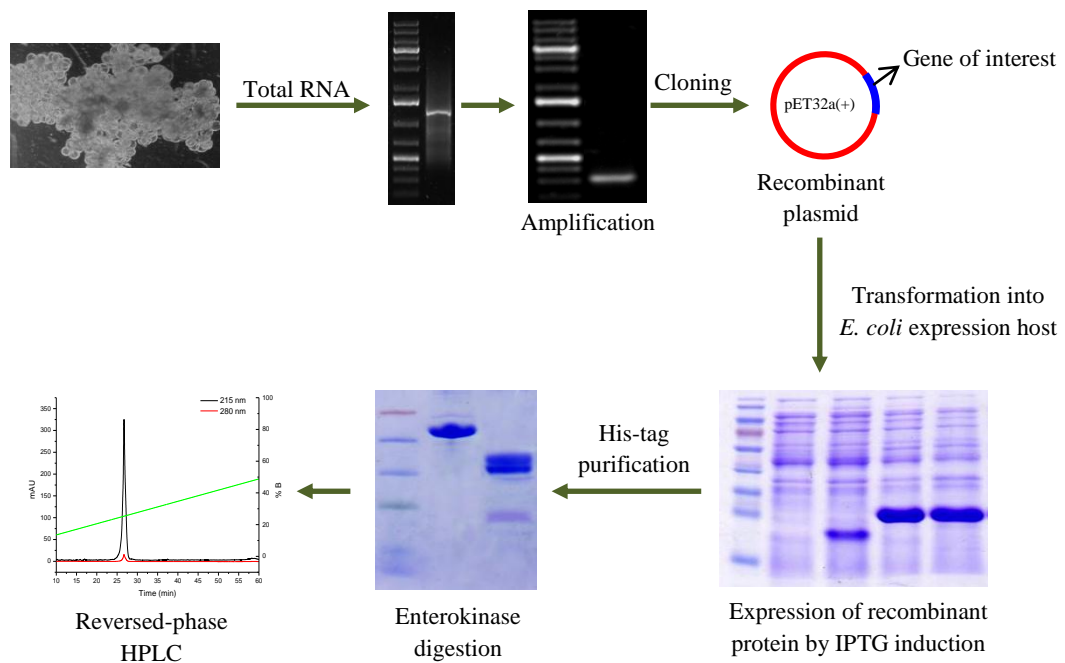 Total RNA
Amplification
Cloning
pET32a(+)
Gene of interest
Recombinant
plasmid
Transformation into
E. coli expression host
Expression of recombinant
protein by IPTG induction
His-tag
purification
Enterokinase
digestion
215 nm
280 nm
350
300
250
200
150
100
50
0
mAU
100
80
60
40
20
0
% B
10 15 20 25 30 35 40 45 50 55 60
Time (min)
Reversed-phase
HPLC